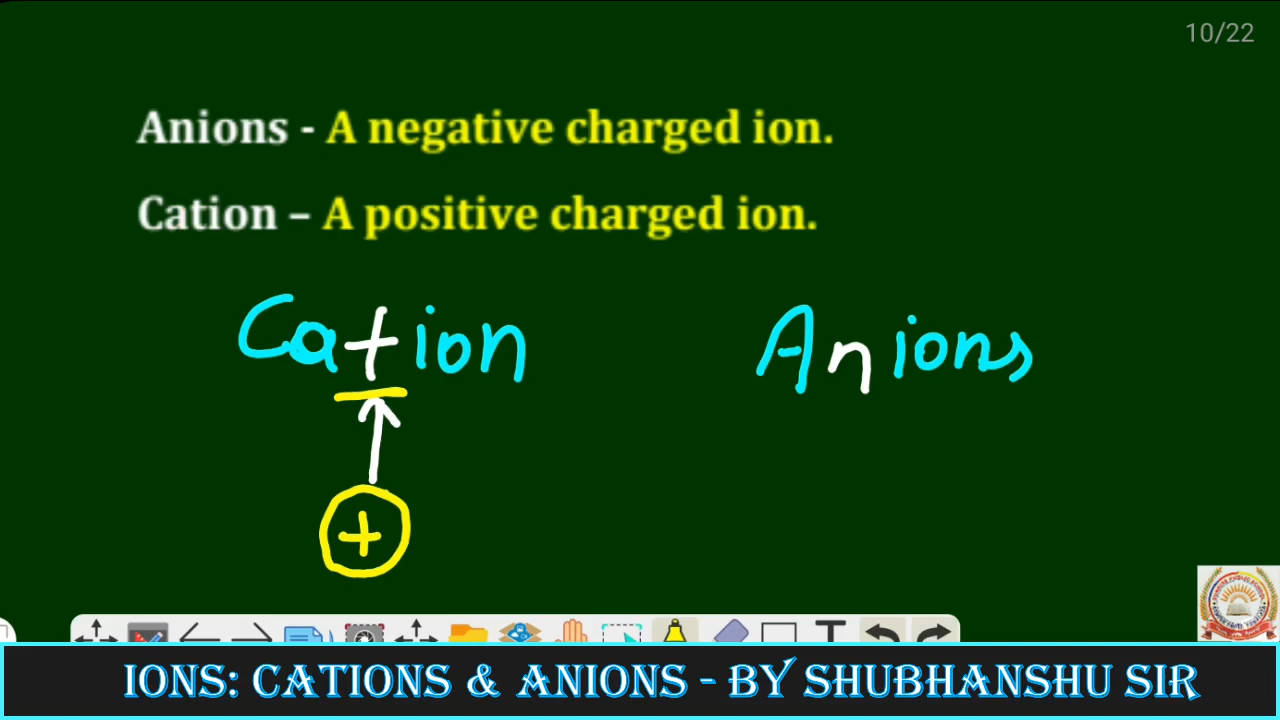 10/22
Anions - A negative charged ion.
Cation – A positive charged ion.
Cation Anions
+
T
IONS: CATIONS & ANIONS - BY SHUBHANSHU SIR